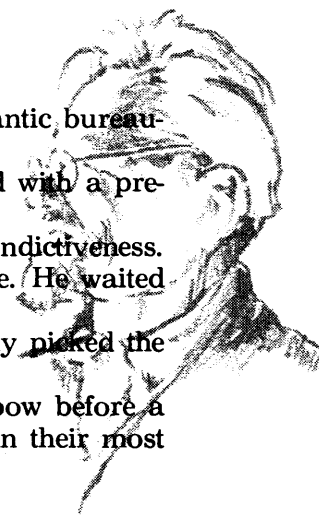 antic bureau-
d with a pre-
ndictiveness.
e. He waited
y picked the
bow before a
n their most